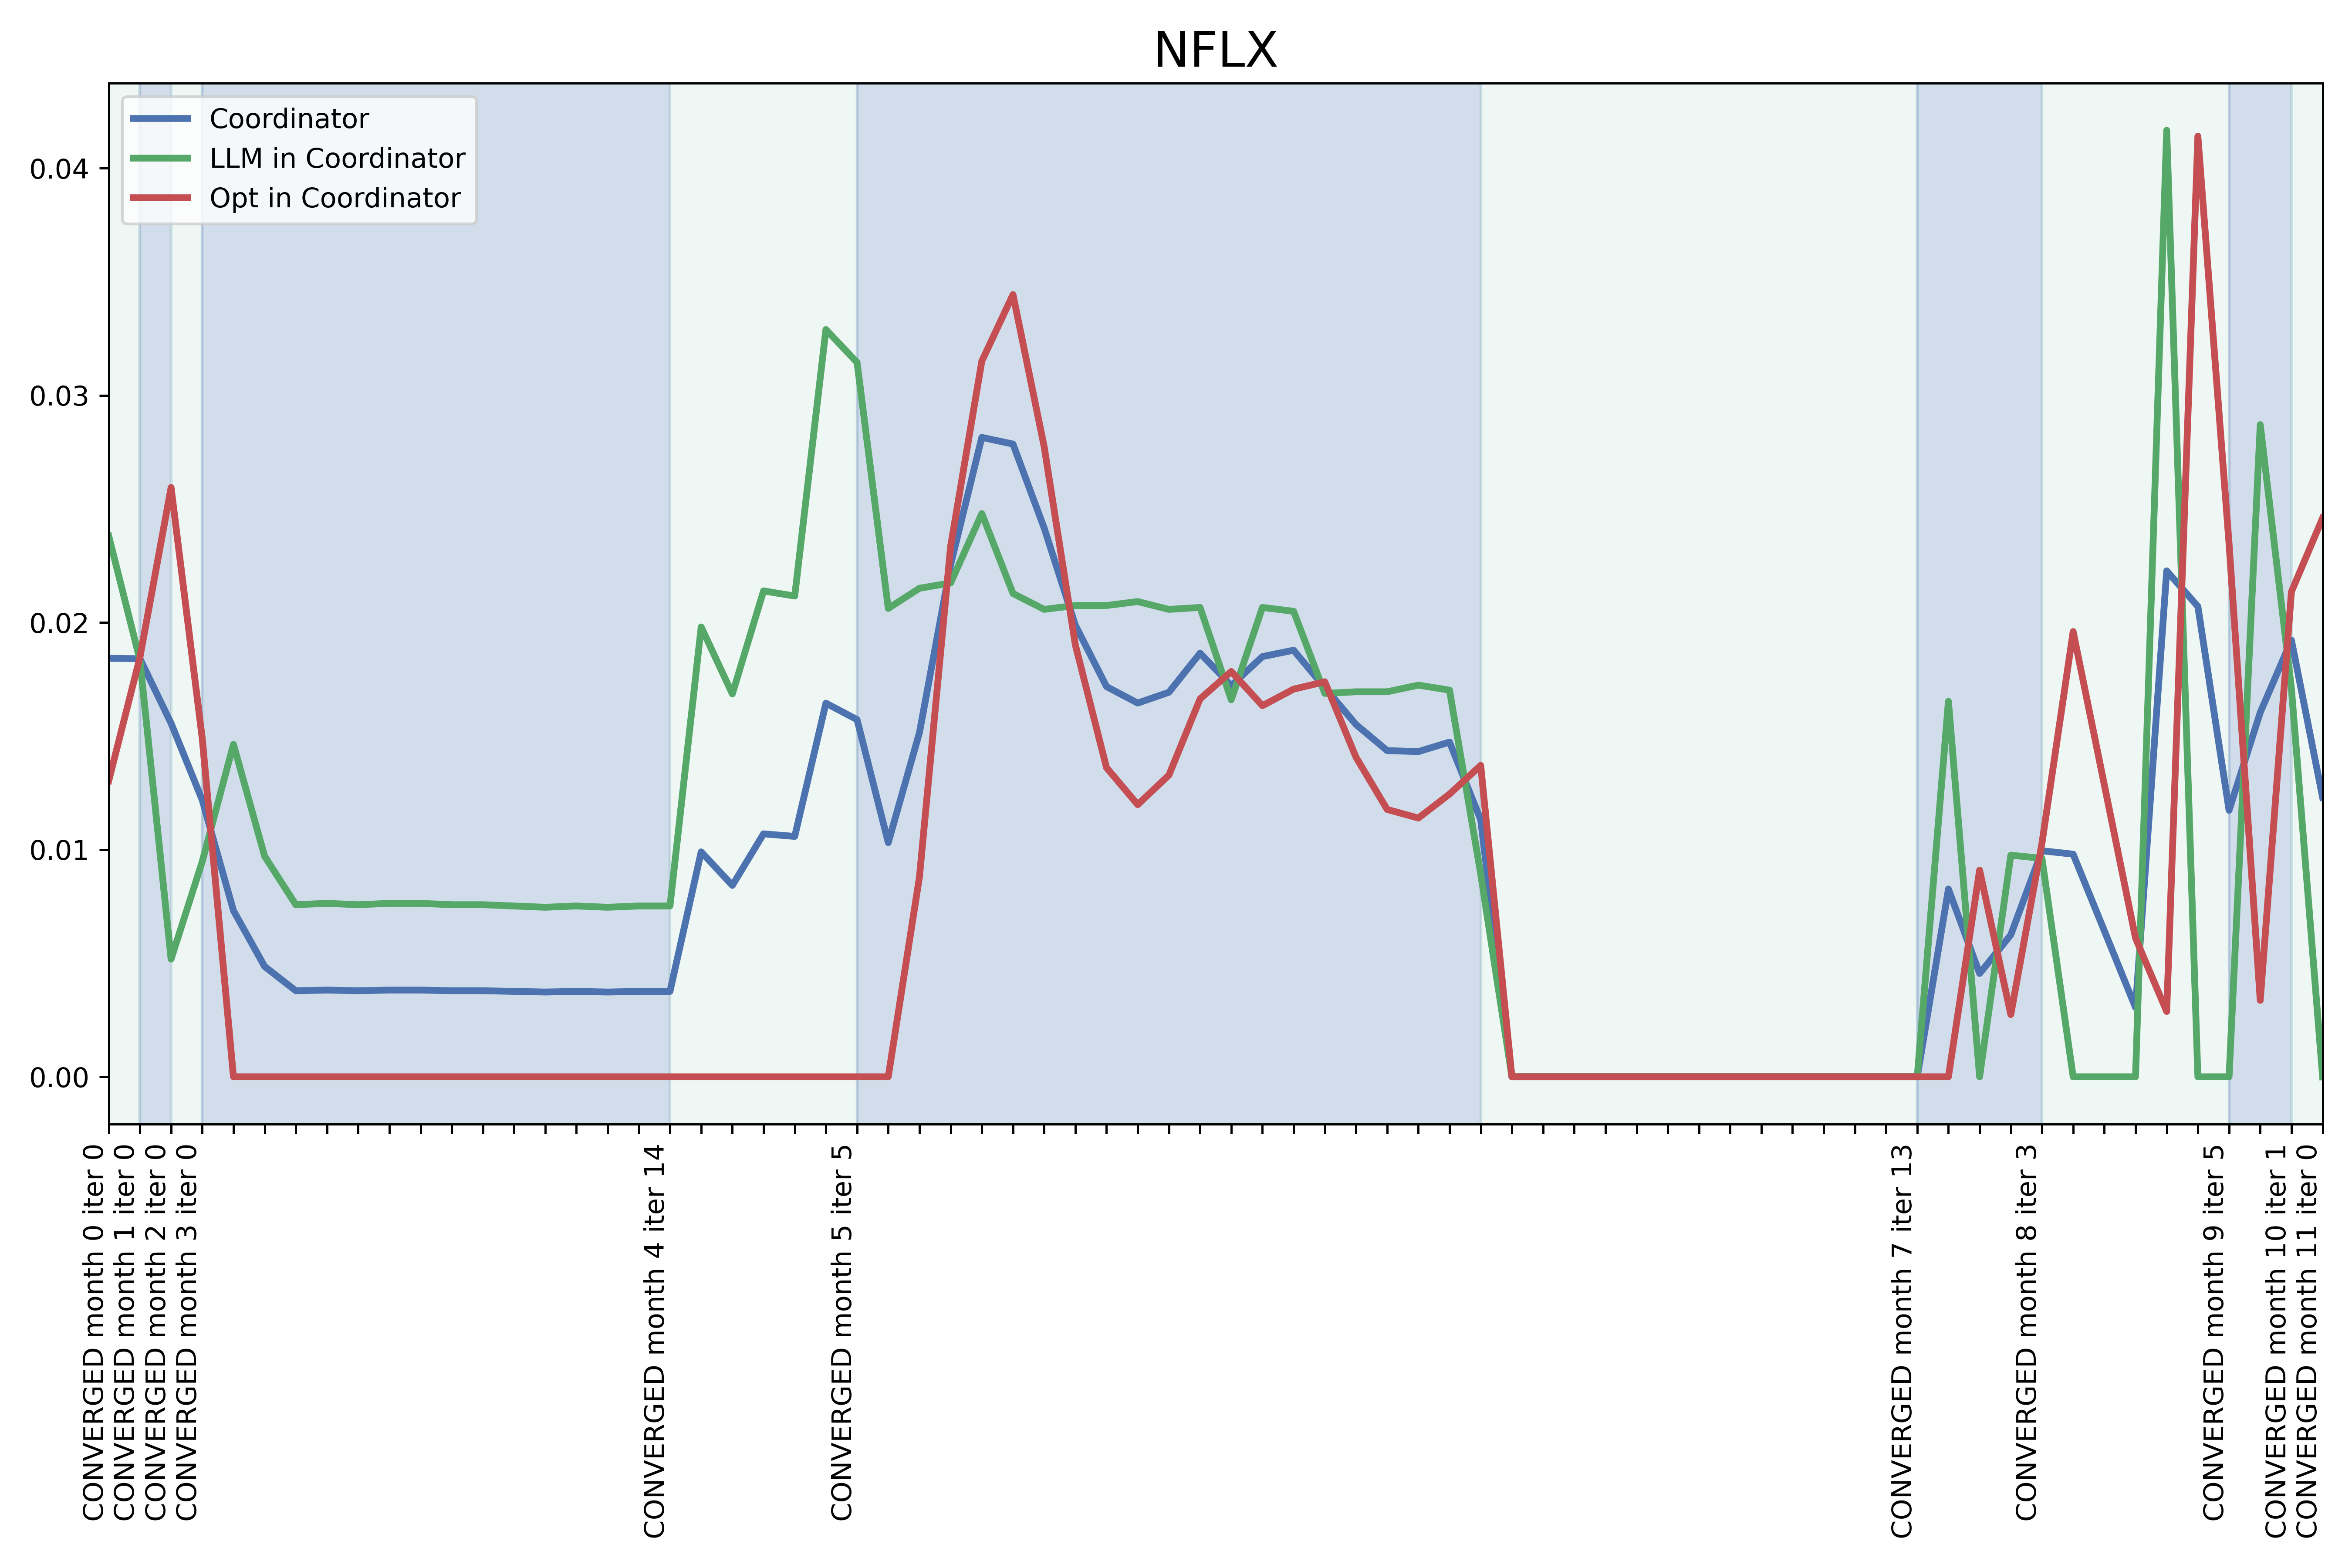 NFLX
Coordinator
LLM in Coordinator
Opt in Coordinator
0.04
0.03
0.02
0.01
0.00
CONVERGED month 0 iter 0
CONVERGED month 1 iter 0
CONVERGED month 2 iter 0
CONVERGED month 3 iter 0
CONVERGED month 4 iter 14
CONVERGED month 5 iter 5
CONVERGED month 7 iter 13
CONVERGED month 8 iter 3
CONVERGED month 9 iter 5
CONVERGED month 10 iter 1
CONVERGED month 11 iter 0